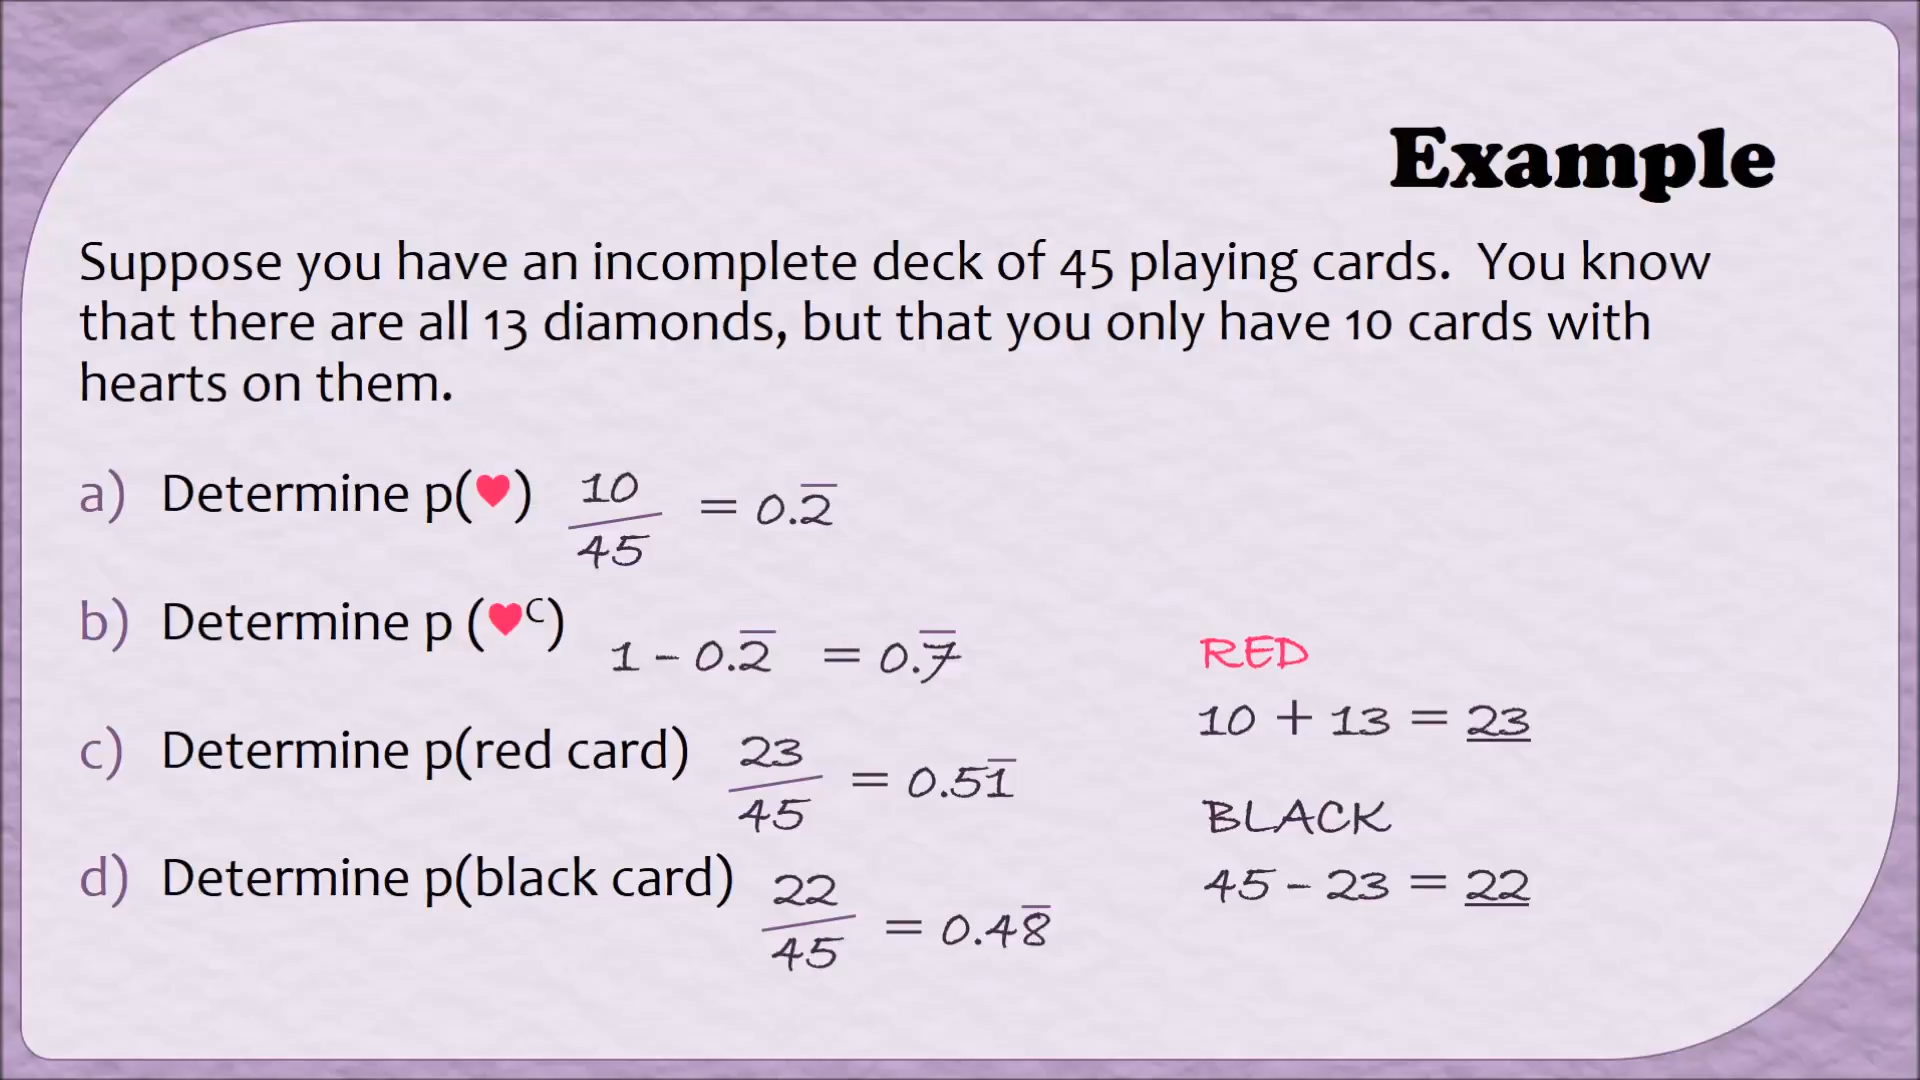 Example
Suppose you have an incomplete deck of 45 playing cards. You know
that there are all 13 diamonds, but that you only have 10 cards with
hearts on them.
a) Determine p(♥) 10/45 = 0.2̅
b) Determine p (♥ᶜ) 1 - 0.2̅ = 0.7̅
c) Determine p(red card) 23/45 = 0.51̅
d) Determine p(black card) 22/45 = 0.48̅
RED
10 + 13 = 23
BLACK
45 - 23 = 22